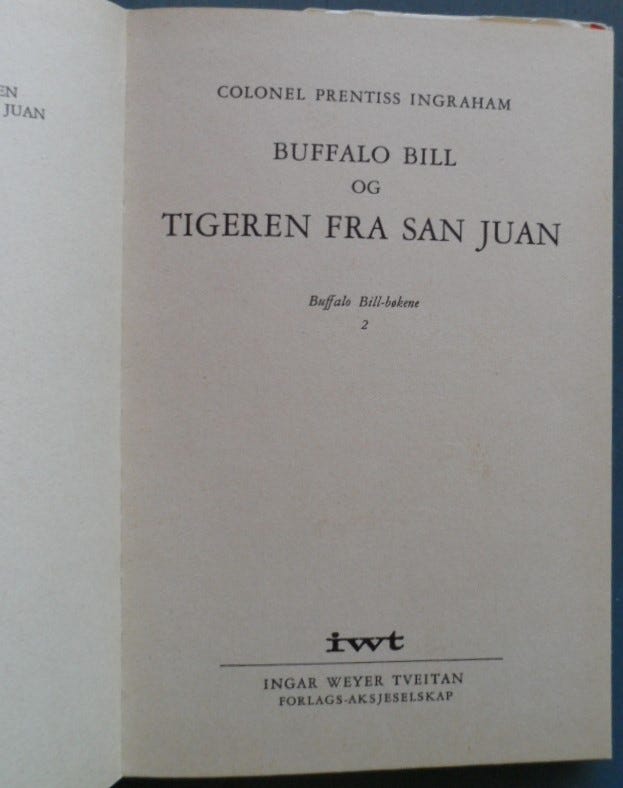 EN
JUAN
COLONEL PRENTISS INGRAHAM
BUFFALO BILL
OG
TIGEREN FRA SAN JUAN
Buffalo Bill-bøkene
2
iwt
INGAR WEYER TVEITAN
FORLAGS-AKSJESELSKAP